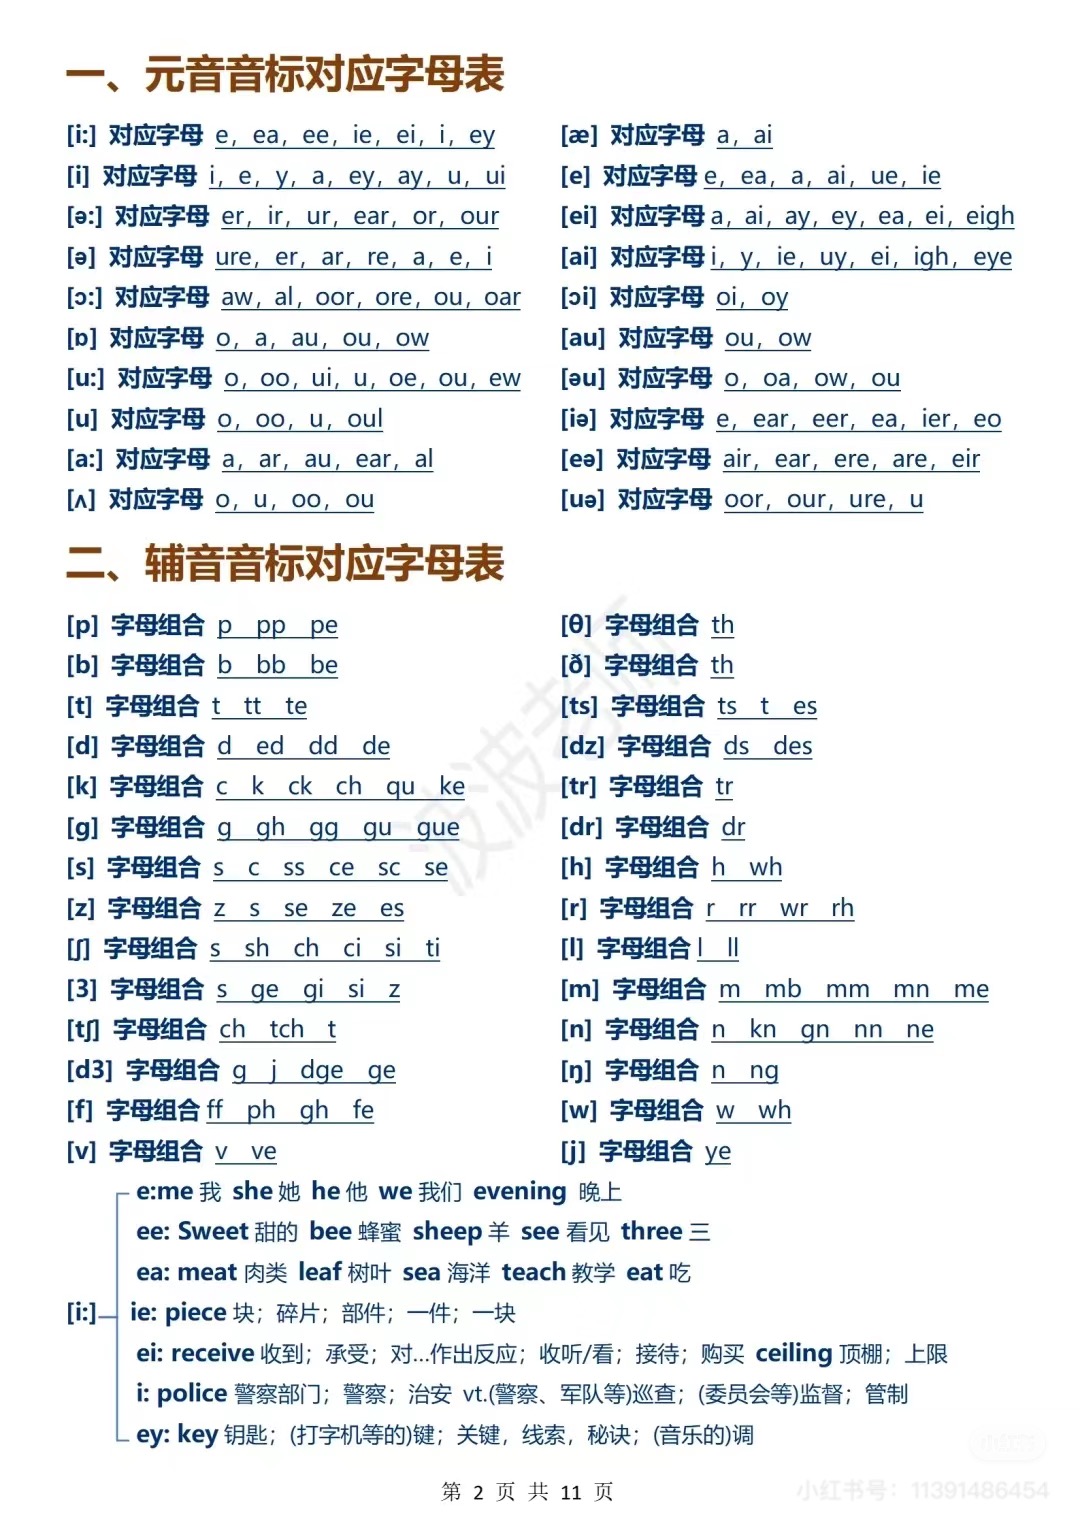 一、元音音标对应字母表
[i:] 对应字母 e，ea，ee，ie，ei，i，ey
[æ] 对应字母 a，ai
[i] 对应字母 i，e，y，a，ey，ay，u，ui
[e] 对应字母 e，ea，a，ai，ue，ie
[ə:] 对应字母 er，ir，ur，ear，or，our
[ei] 对应字母 a，ai，ay，ey，ea，ei，eigh
[ə] 对应字母 ure，er，ar，re，a，e，i
[ai] 对应字母 i，y，ie，uy，ei，igh，eye
[ɔ:] 对应字母 aw，al，oor，ore，ou，oar
[ɔi] 对应字母 oi，oy
[ɒ] 对应字母 o，a，au，ou，ow
[au] 对应字母 ou，ow
[u:] 对应字母 o，oo，ui，u，oe，ou，ew
[əu] 对应字母 o，oa，ow，ou
[u] 对应字母 o，oo，u，oul
[iə] 对应字母 e，ear，eer，ea，ier，eo
[a:] 对应字母 a，ar，au，ear，al
[eə] 对应字母 air，ear，ere，are，eir
[ʌ] 对应字母 o，u，oo，ou
[uə] 对应字母 oor，our，ure，u
二、辅音音标对应字母表
[p] 字母组合 p pp pe
[θ] 字母组合 th
[b] 字母组合 b bb be
[ð] 字母组合 th
[t] 字母组合 t tt te
[ts] 字母组合 ts t es
[d] 字母组合 d ed dd de
[dz] 字母组合 ds des
[k] 字母组合 c k ck ch qu ke
[tr] 字母组合 tr
[g] 字母组合 g gh gg gu gue
[dr] 字母组合 dr
[s] 字母组合 s c ss ce sc se
[h] 字母组合 h wh
[z] 字母组合 z s se ze es
[r] 字母组合 r rr wr rh
[ʃ] 字母组合 s sh ch ci si ti
[l] 字母组合 l ll
[3] 字母组合 s ge gi si z
[m] 字母组合 m mb mm mn me
[tʃ] 字母组合 ch tch t
[n] 字母组合 n kn gn nn ne
[d3] 字母组合 g j dge ge
[ŋ] 字母组合 n ng
[f] 字母组合 ff ph gh fe
[w] 字母组合 w wh
[v] 字母组合 v ve
[j] 字母组合 ye
波波老师
e:me 我 she 她 he 他 we 我们 evening 晚上
ee: Sweet 甜的 bee 蜂蜜 sheep 羊 see 看见 three 三
ea: meat 肉类 leaf 树叶 sea 海洋 teach 教学 eat 吃
[i:] ie: piece 块；碎片；部件；一件；一块
ei: receive 收到；承受；对…作出反应；收听/看；接待；购买 ceiling 顶棚；上限
i: police 警察部门；警察；治安 vt.(警察、军队等)巡查；(委员会等)监督；管制
ey: key 钥匙；(打字机等的)键；关键，线索，秘诀；(音乐的)调
小红书
第 2 页 共 11 页
小红书号：11391486454